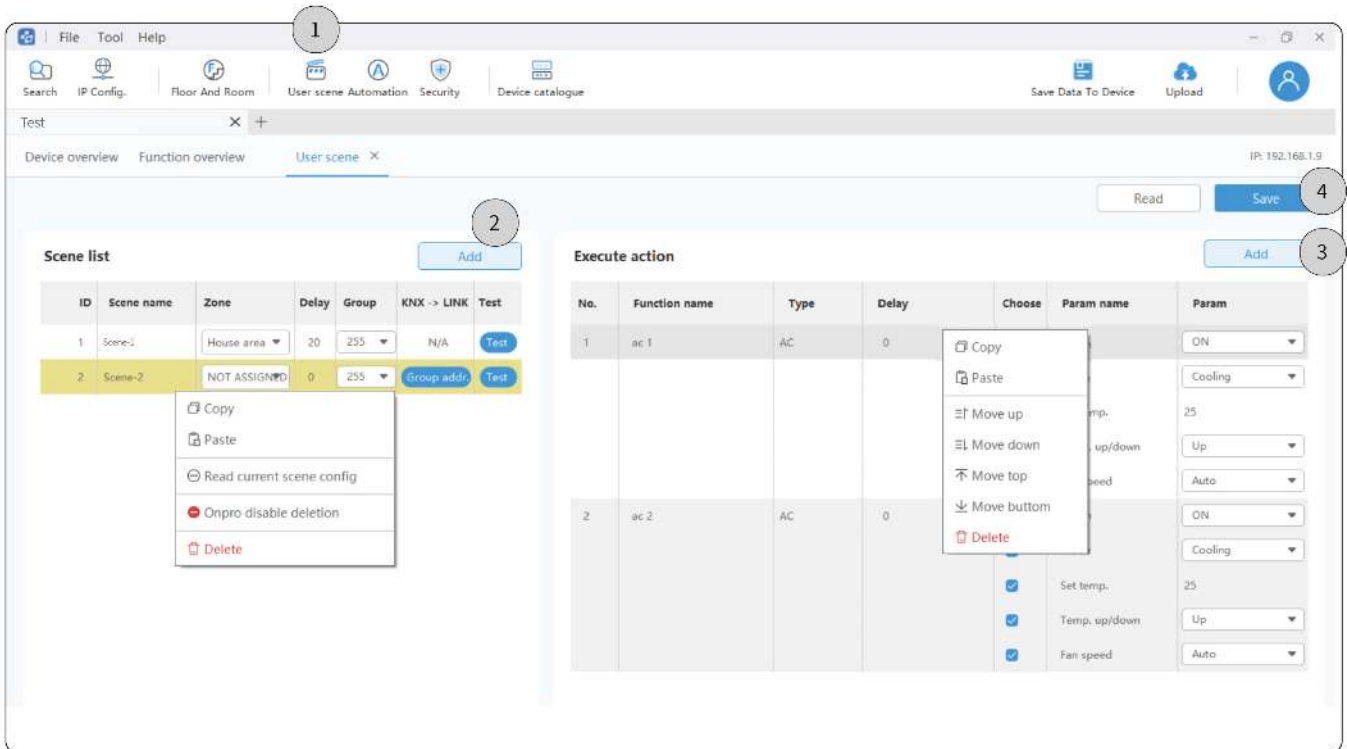 1
File Tool Help
Search IP Config. Floor And Room User scene Automation Security Device catalogue Save Data To Device Upload
Test
Device overview Function overview User scene IP: 192.168.1.9
Read Save 4
2
Scene list Add
ID Scene name Zone Delay Group KNX -> LINK Test
1 Scene-1 House area 20 255 N/A Test
2 Scene-2 NOT ASSIGNED 0 255 Group addr. Test
Copy
Paste
Read current scene config
Onpro disable deletion
Delete
Execute action Add 3
No. Function name Type Delay Choose Param name Param
1 ac 1 AC 0 ON
Cooling
mp. 25
up/down Up
peed Auto
2 ac 2 AC 0 ON
Cooling
Set temp. 25
Temp. up/down Up
Fan speed Auto
Copy
Paste
Move up
Move down
Move top
Move buttom
Delete